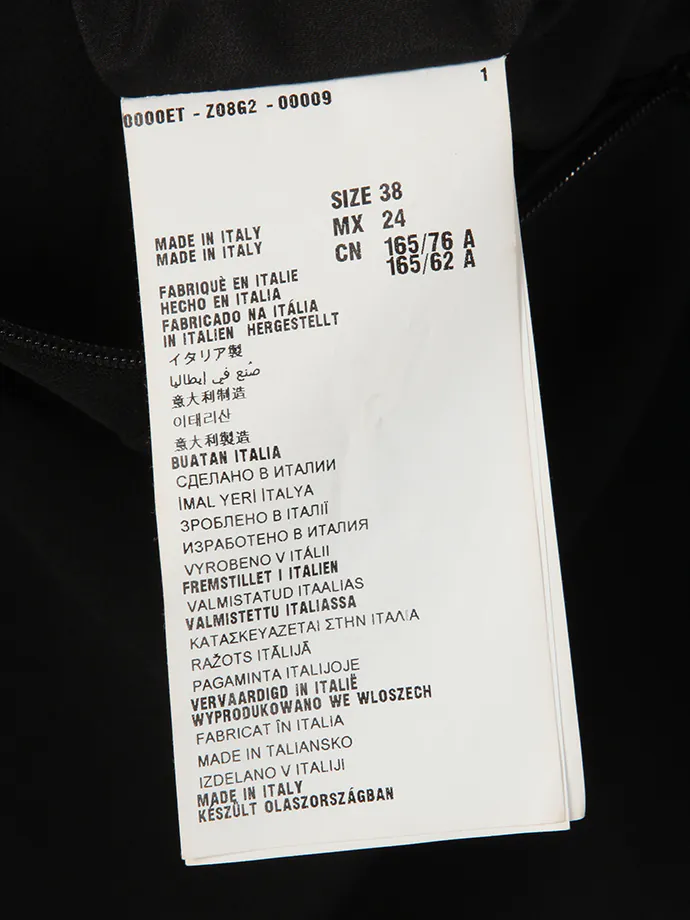 1
0000ET - Z08G2 - 00009
SIZE 38
MX 24
CN 165/76 A
165/62 A
MADE IN ITALY
MADE IN ITALY
FABRIQUÈ EN ITALIE
HECHO EN ITALIA
FABRICADO NA ITÁLIA
IN ITALIEN HERGESTELLT
イタリア製
صُنع في إيطاليا
意大利制造
이태리산
意大利製造
BUATAN ITALIA
СДЕЛАНО В ИТАЛИИ
İMAL YERİ İTALYA
ЗРОБЛЕНО В ІТАЛІЇ
ИЗРАБОТЕНО В ИТАЛИЯ
VYROBENO V ITÁLII
FREMSTILLET I ITALIEN
VALMISTATUD ITAALIAS
VALMISTETTU ITALIASSA
ΚΑΤΑΣΚΕΥΑΖΕΤΑΙ ΣΤΗΝ ΙΤΑΛΙΑ
RAŽOTS ITĀLIJĀ
PAGAMINTA ITALIJOJE
VERVAARDIGD IN ITALIË
WYPRODUKOWANO WE WLOSZECH
FABRICAT ÎN ITALIA
MADE IN TALIANSKO
IZDELANO V ITALIJI
MADE IN ITALY
KÉSZÜLT OLASZORSZÁGBAN